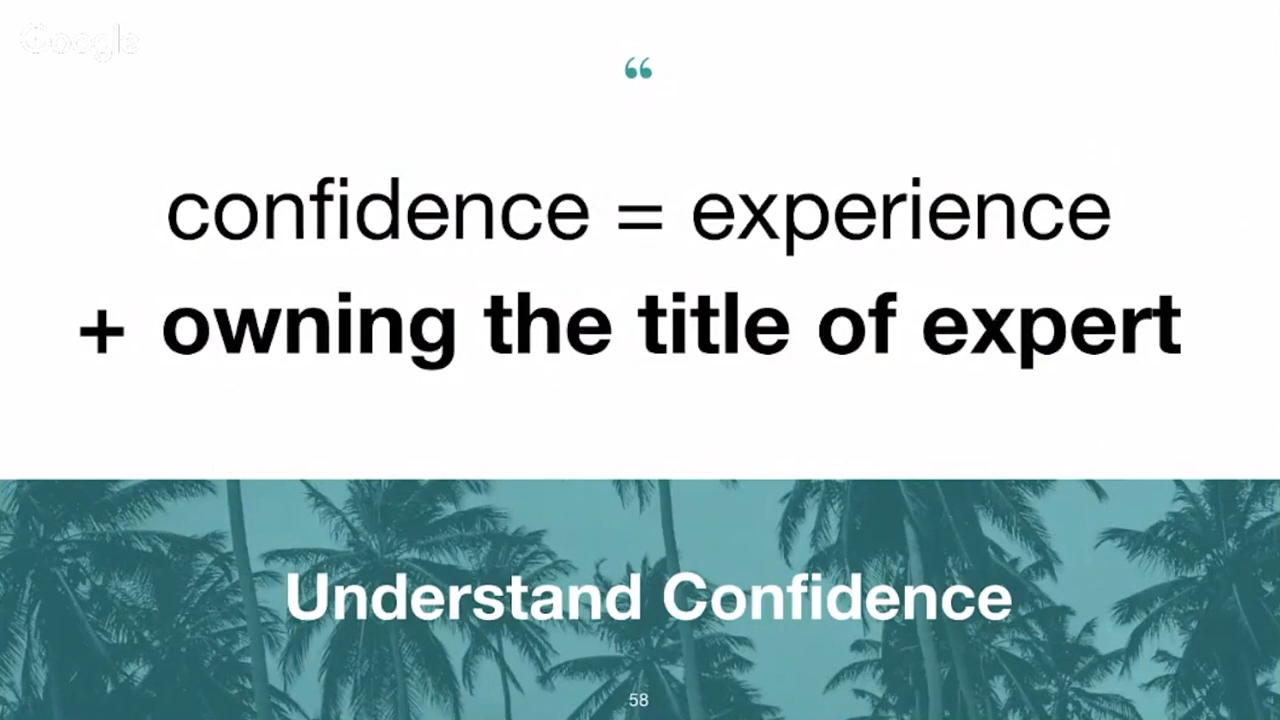 Google
“
confidence = experience
+ owning the title of expert
Understand Confidence
58